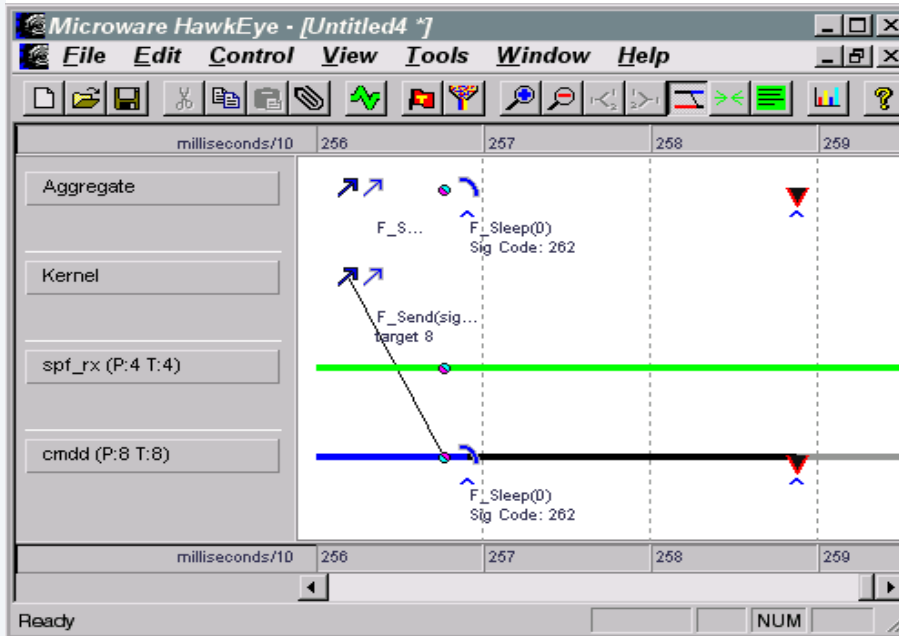 Microware HawkEye - [Untitled4 *]
File Edit Control View Tools Window Help
milliseconds/10 256 257 258 259
Aggregate
F_S... F_Sleep(0)
Sig Code: 262
Kernel
F_Send(sig...
target 8
spf_rx (P:4 T:4)
cmdd (P:8 T:8)
F_Sleep(0)
Sig Code: 262
milliseconds/10 256 257 258 259
Ready NUM